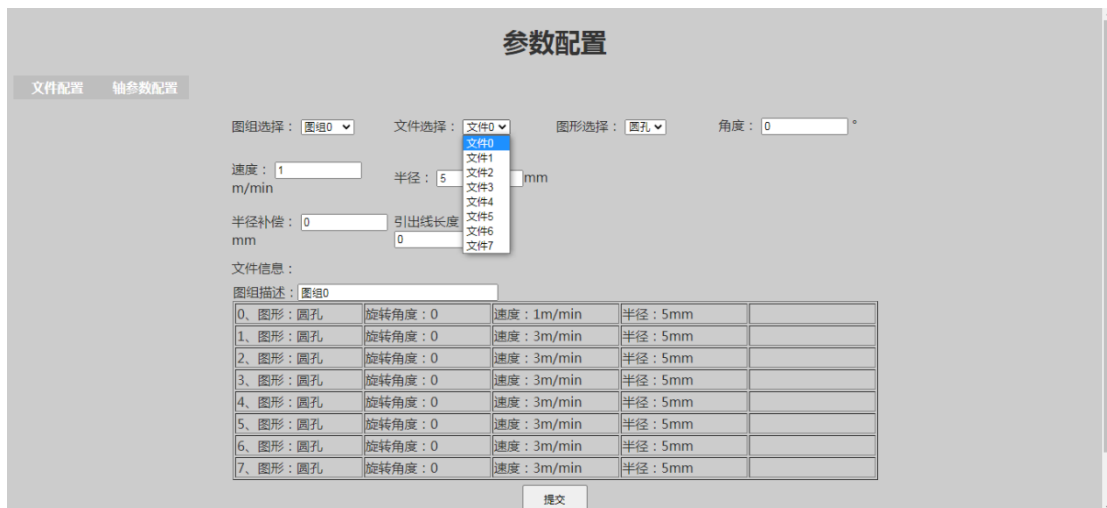 参数配置
文件配置 轴参数配置
图组选择： 图组0 文件选择： 文件0 图形选择： 圆孔 角度： 0 °
文件0
文件1
文件2
文件3
文件4
文件5
文件6
文件7
速度： 1
m/min
半径： 5 mm
半径补偿： 0
mm
引出线长度
0
文件信息：
图组描述：图组0
0、图形：圆孔 旋转角度：0 速度：1m/min 半径：5mm
1、图形：圆孔 旋转角度：0 速度：3m/min 半径：5mm
2、图形：圆孔 旋转角度：0 速度：3m/min 半径：5mm
3、图形：圆孔 旋转角度：0 速度：3m/min 半径：5mm
4、图形：圆孔 旋转角度：0 速度：3m/min 半径：5mm
5、图形：圆孔 旋转角度：0 速度：3m/min 半径：5mm
6、图形：圆孔 旋转角度：0 速度：3m/min 半径：5mm
7、图形：圆孔 旋转角度：0 速度：3m/min 半径：5mm
提交